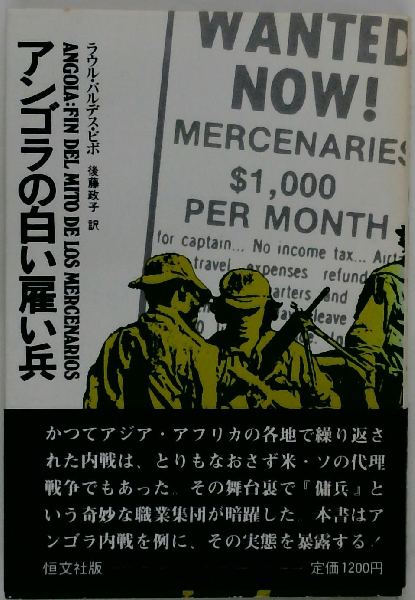 アンゴラの白い雇い兵
ANGOLA:FIN DEL MITO DE LOS MERCENARIOS
ラウル・バルデス・ビボ
後藤政子 訳
WANTED
NOW!
MERCENARIES
$1,000
PER MONTH
for captain... No income tax... Airfa
travel expenses refund
arters and
leave
かつてアジア・アフリカの各地で繰り返さ
れた内戦は、とりもなおさず米・ソの代理
戦争でもあった。その舞台裏で『傭兵』と
いう奇妙な職業集団が暗躍した。本書はア
ンゴラ内戦を例に、その実態を暴露する!
恒文社版
定価1200円